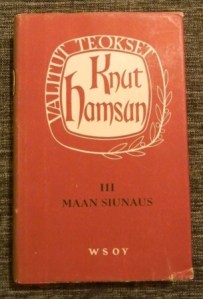 VALITUT TEOKSET
Knut
hamsun
III
MAAN SIUNAUS
WSOY